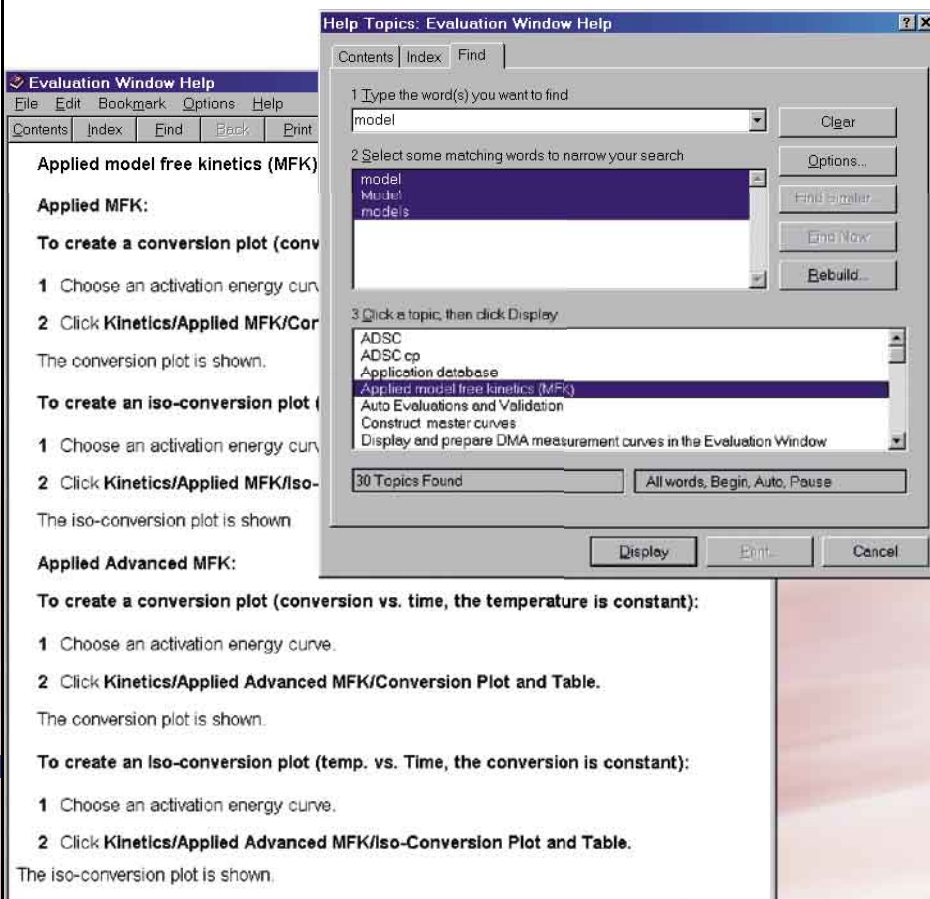 Help Topics: Evaluation Window Help
Contents Index Find
1 Type the word(s) you want to find
model
Clear
2 Select some matching words to narrow your search
Options...
model
Model
models
Find Similar...
Find Now
Rebuild...
3 Click a topic, then click Display
ADSC
ADSC cp
Application database
Applied model free kinetics (MFK)
Auto Evaluations and Validation
Construct master curves
Display and prepare DMA measurement curves in the Evaluation Window
30 Topics Found
All words, Begin, Auto, Pause
Display Print... Cancel
Evaluation Window Help
File Edit Bookmark Options Help
Contents Index Find Back Print
Applied model free kinetics (MFK)
Applied MFK:
To create a conversion plot (conv
1 Choose an activation energy curv
2 Click Kinetics/Applied MFK/Con
The conversion plot is shown.
To create an iso-conversion plot (
1 Choose an activation energy curv
2 Click Kinetics/Applied MFK/Iso-
The iso-conversion plot is shown
Applied Advanced MFK:
To create a conversion plot (conversion vs. time, the temperature is constant):
1 Choose an activation energy curve.
2 Click Kinetics/Applied Advanced MFK/Conversion Plot and Table.
The conversion plot is shown.
To create an Iso-conversion plot (temp. vs. Time, the conversion is constant):
1 Choose an activation energy curve.
2 Click Kinetics/Applied Advanced MFK/Iso-Conversion Plot and Table.
The iso-conversion plot is shown.